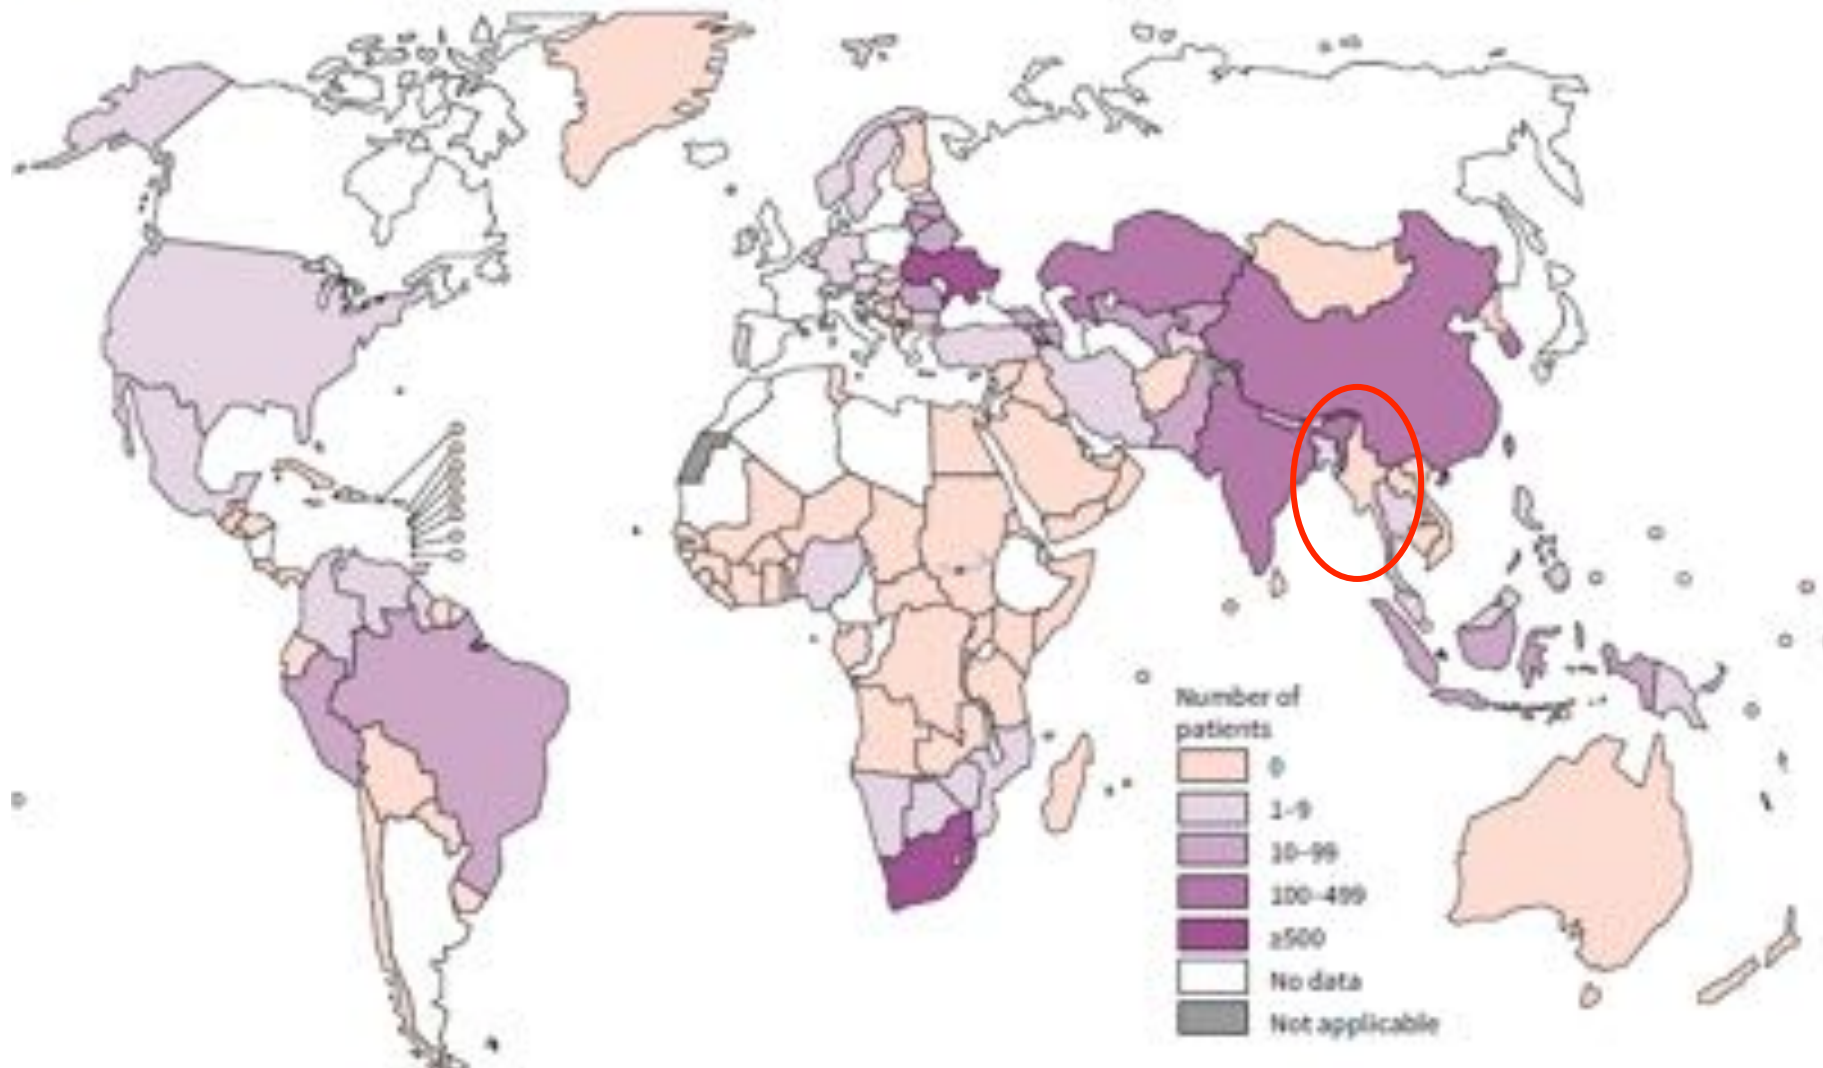 Number of
patients
0
1-9
10-99
100-499
≥500
No data
Not applicable